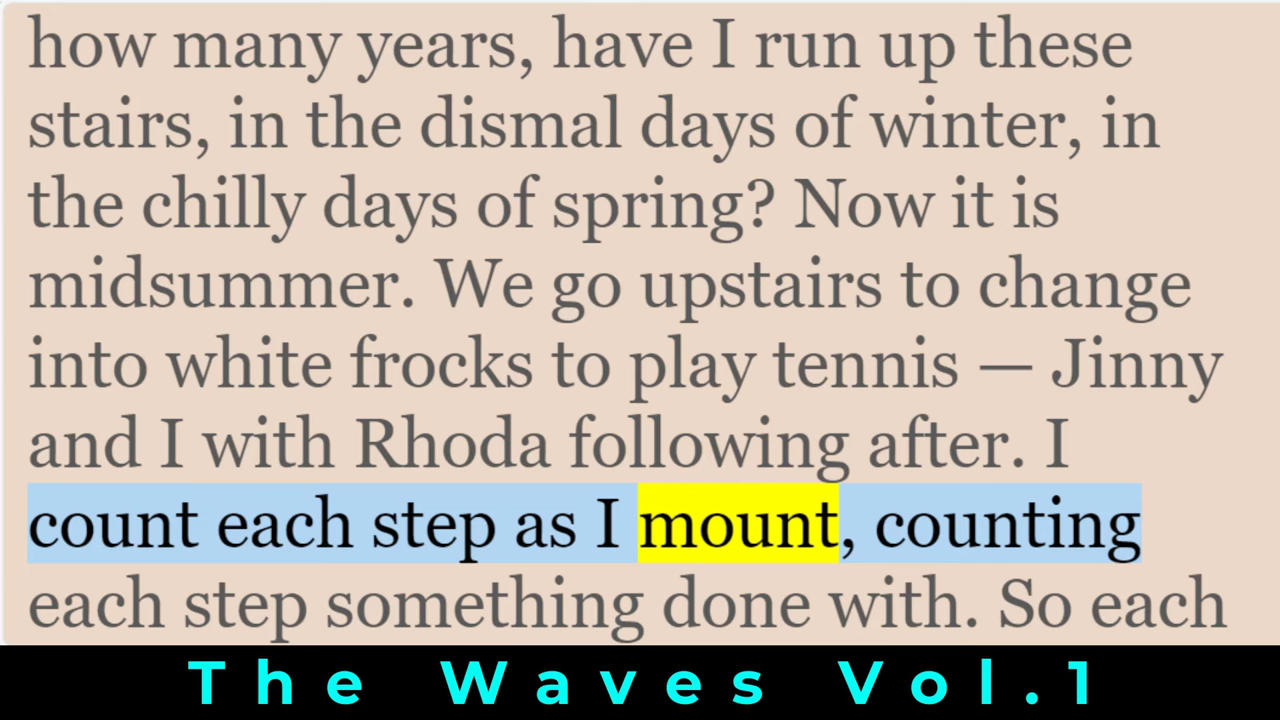 how many years, have I run up these
stairs, in the dismal days of winter, in
the chilly days of spring? Now it is
midsummer. We go upstairs to change
into white frocks to play tennis — Jinny
and I with Rhoda following after. I
count each step as I mount, counting
each step something done with. So each
The Waves Vol.1